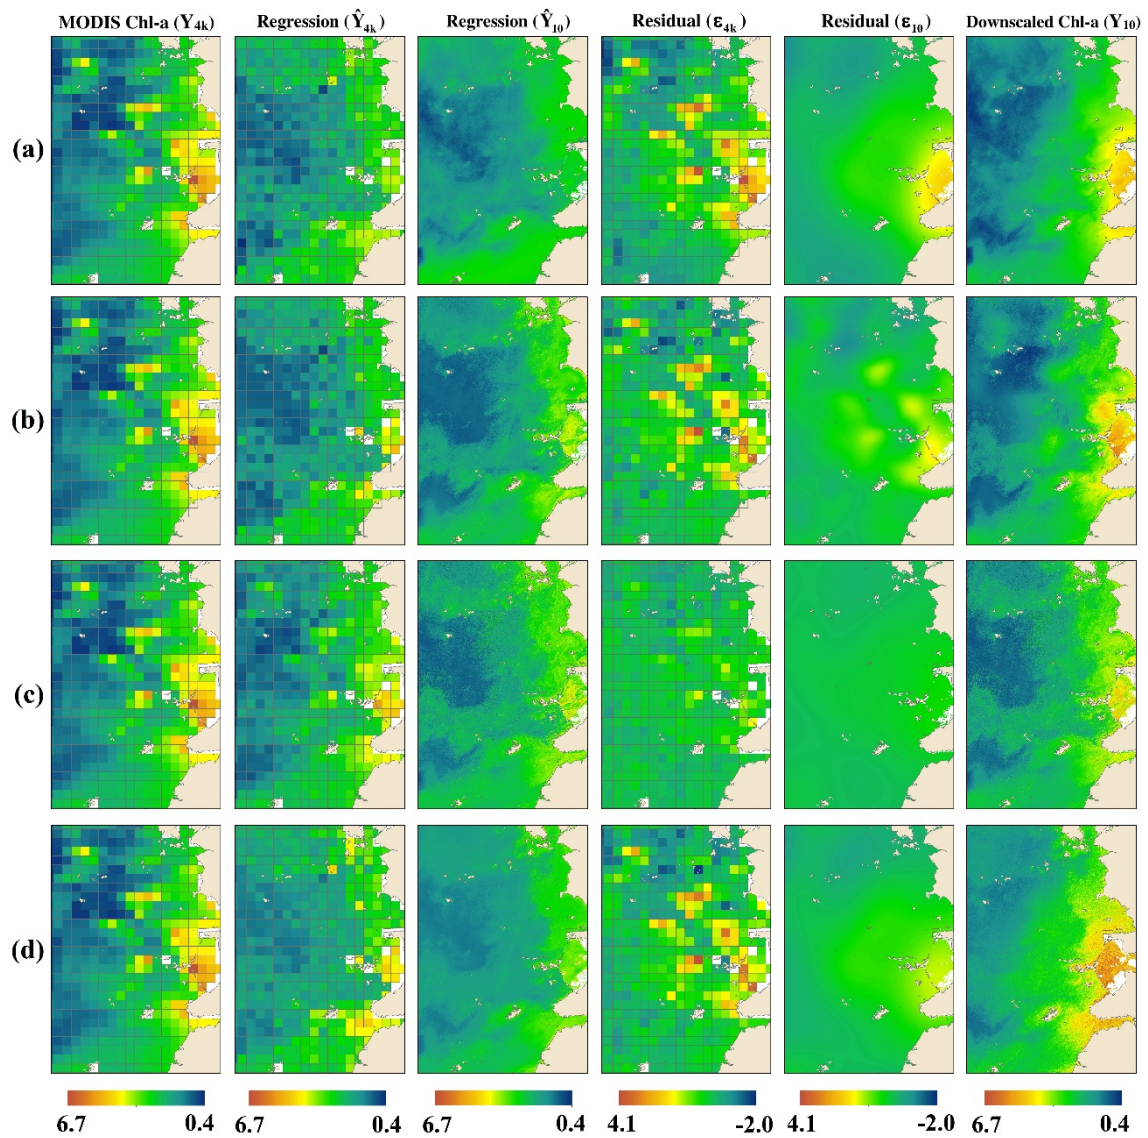 MODIS Chl-a (Y4k) Regression (Ŷ4k) Regression (Ŷ10) Residual (ε4k) Residual (ε10) Downscaled Chl-a (Y10)
(a)
(b)
(c)
(d)
6.7 0.4 6.7 0.4 6.7 0.4 4.1 -2.0 4.1 -2.0 6.7 0.4